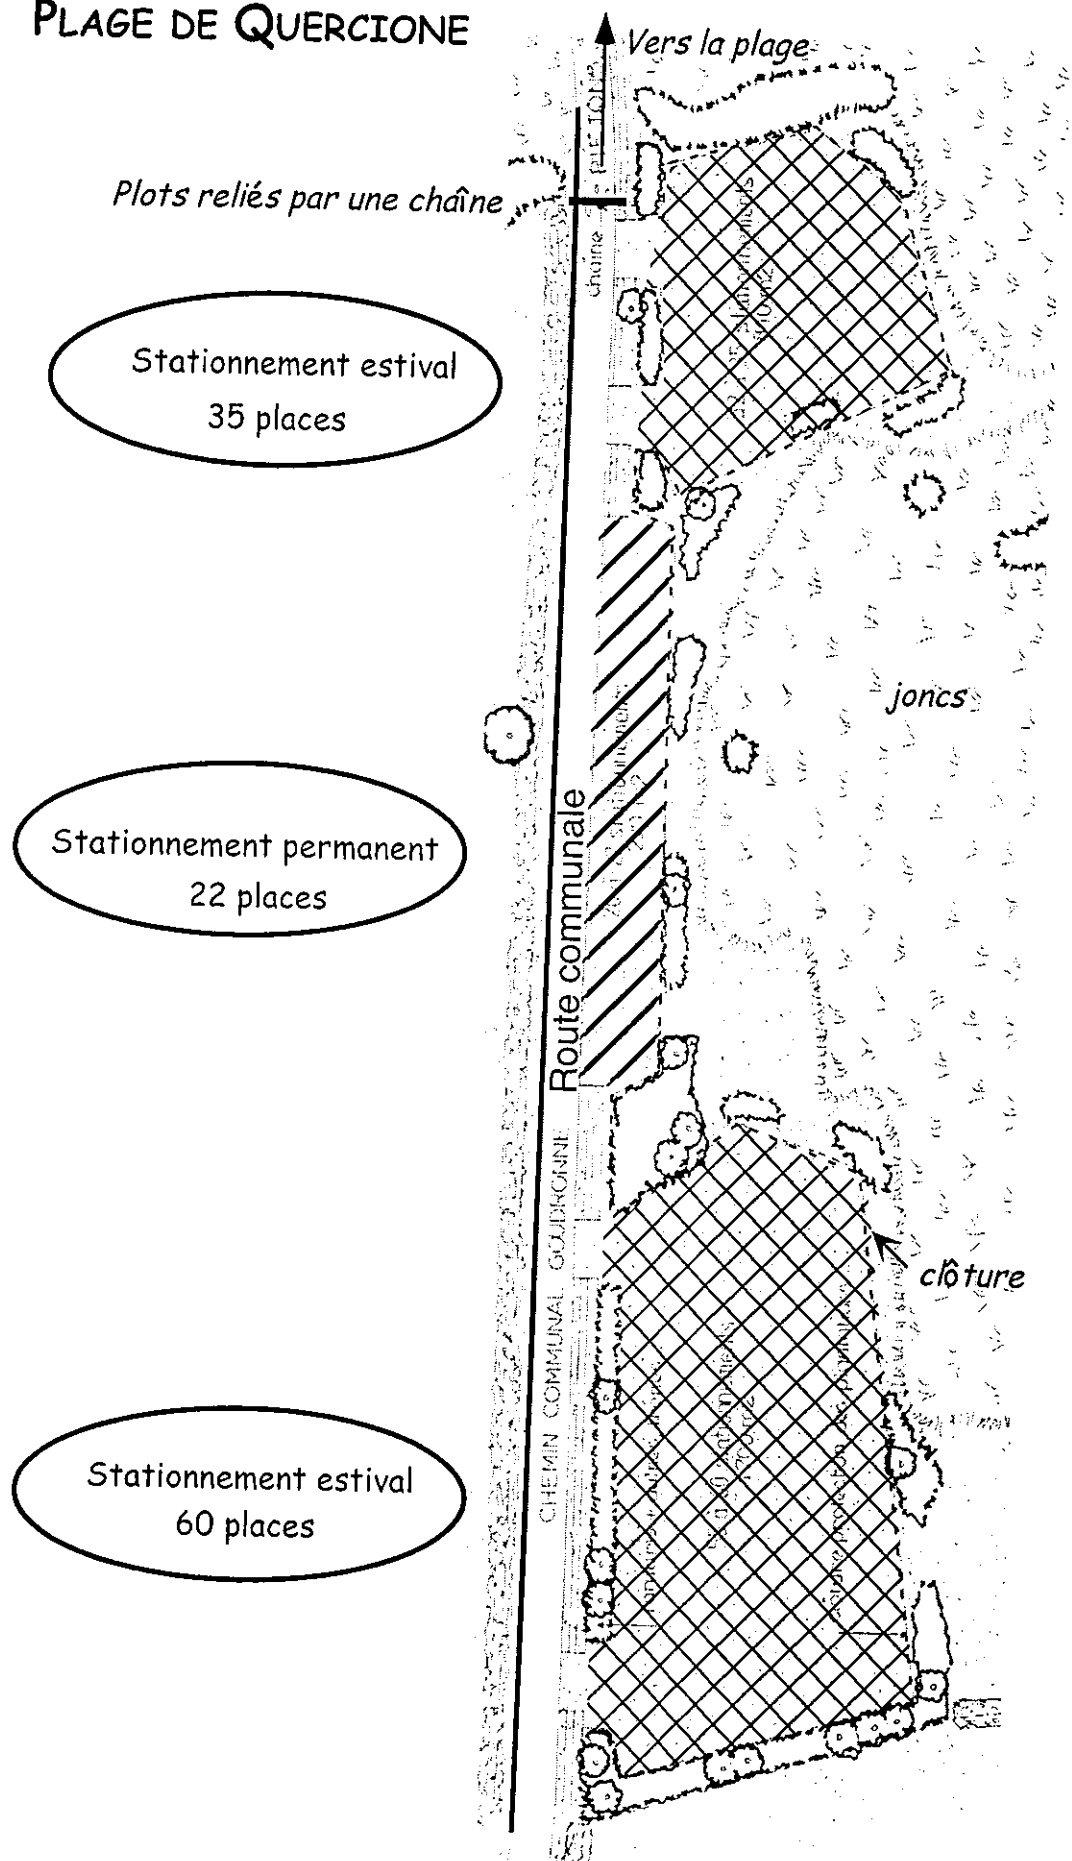 PLAGE DE QUERCIONE
Vers la plage
Plots reliés par une chaîne
chaine
Stationnement estival
35 places
joncs
Stationnement permanent
22 places
Route communale
CHEMIN COMMUNAL GOUDRONNE
clôture
Stationnement estival
60 places